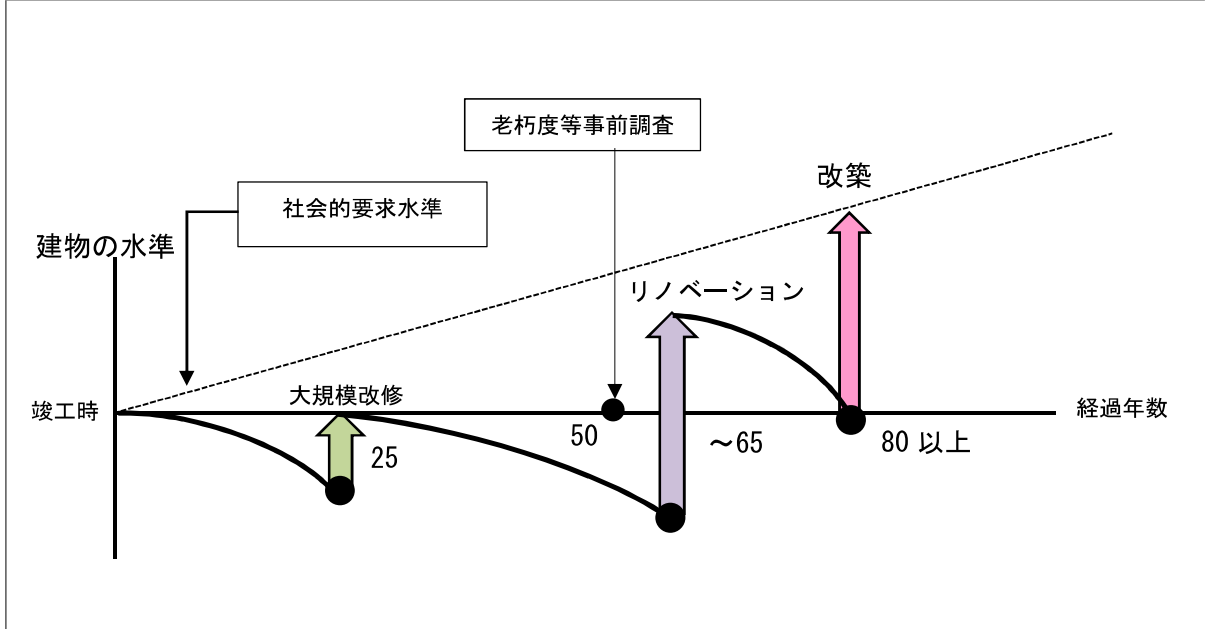 老朽度等事前調査
改築
社会的要求水準
建物の水準
リノベーション
大規模改修
竣工時
経過年数
25
50
～65
80 以上